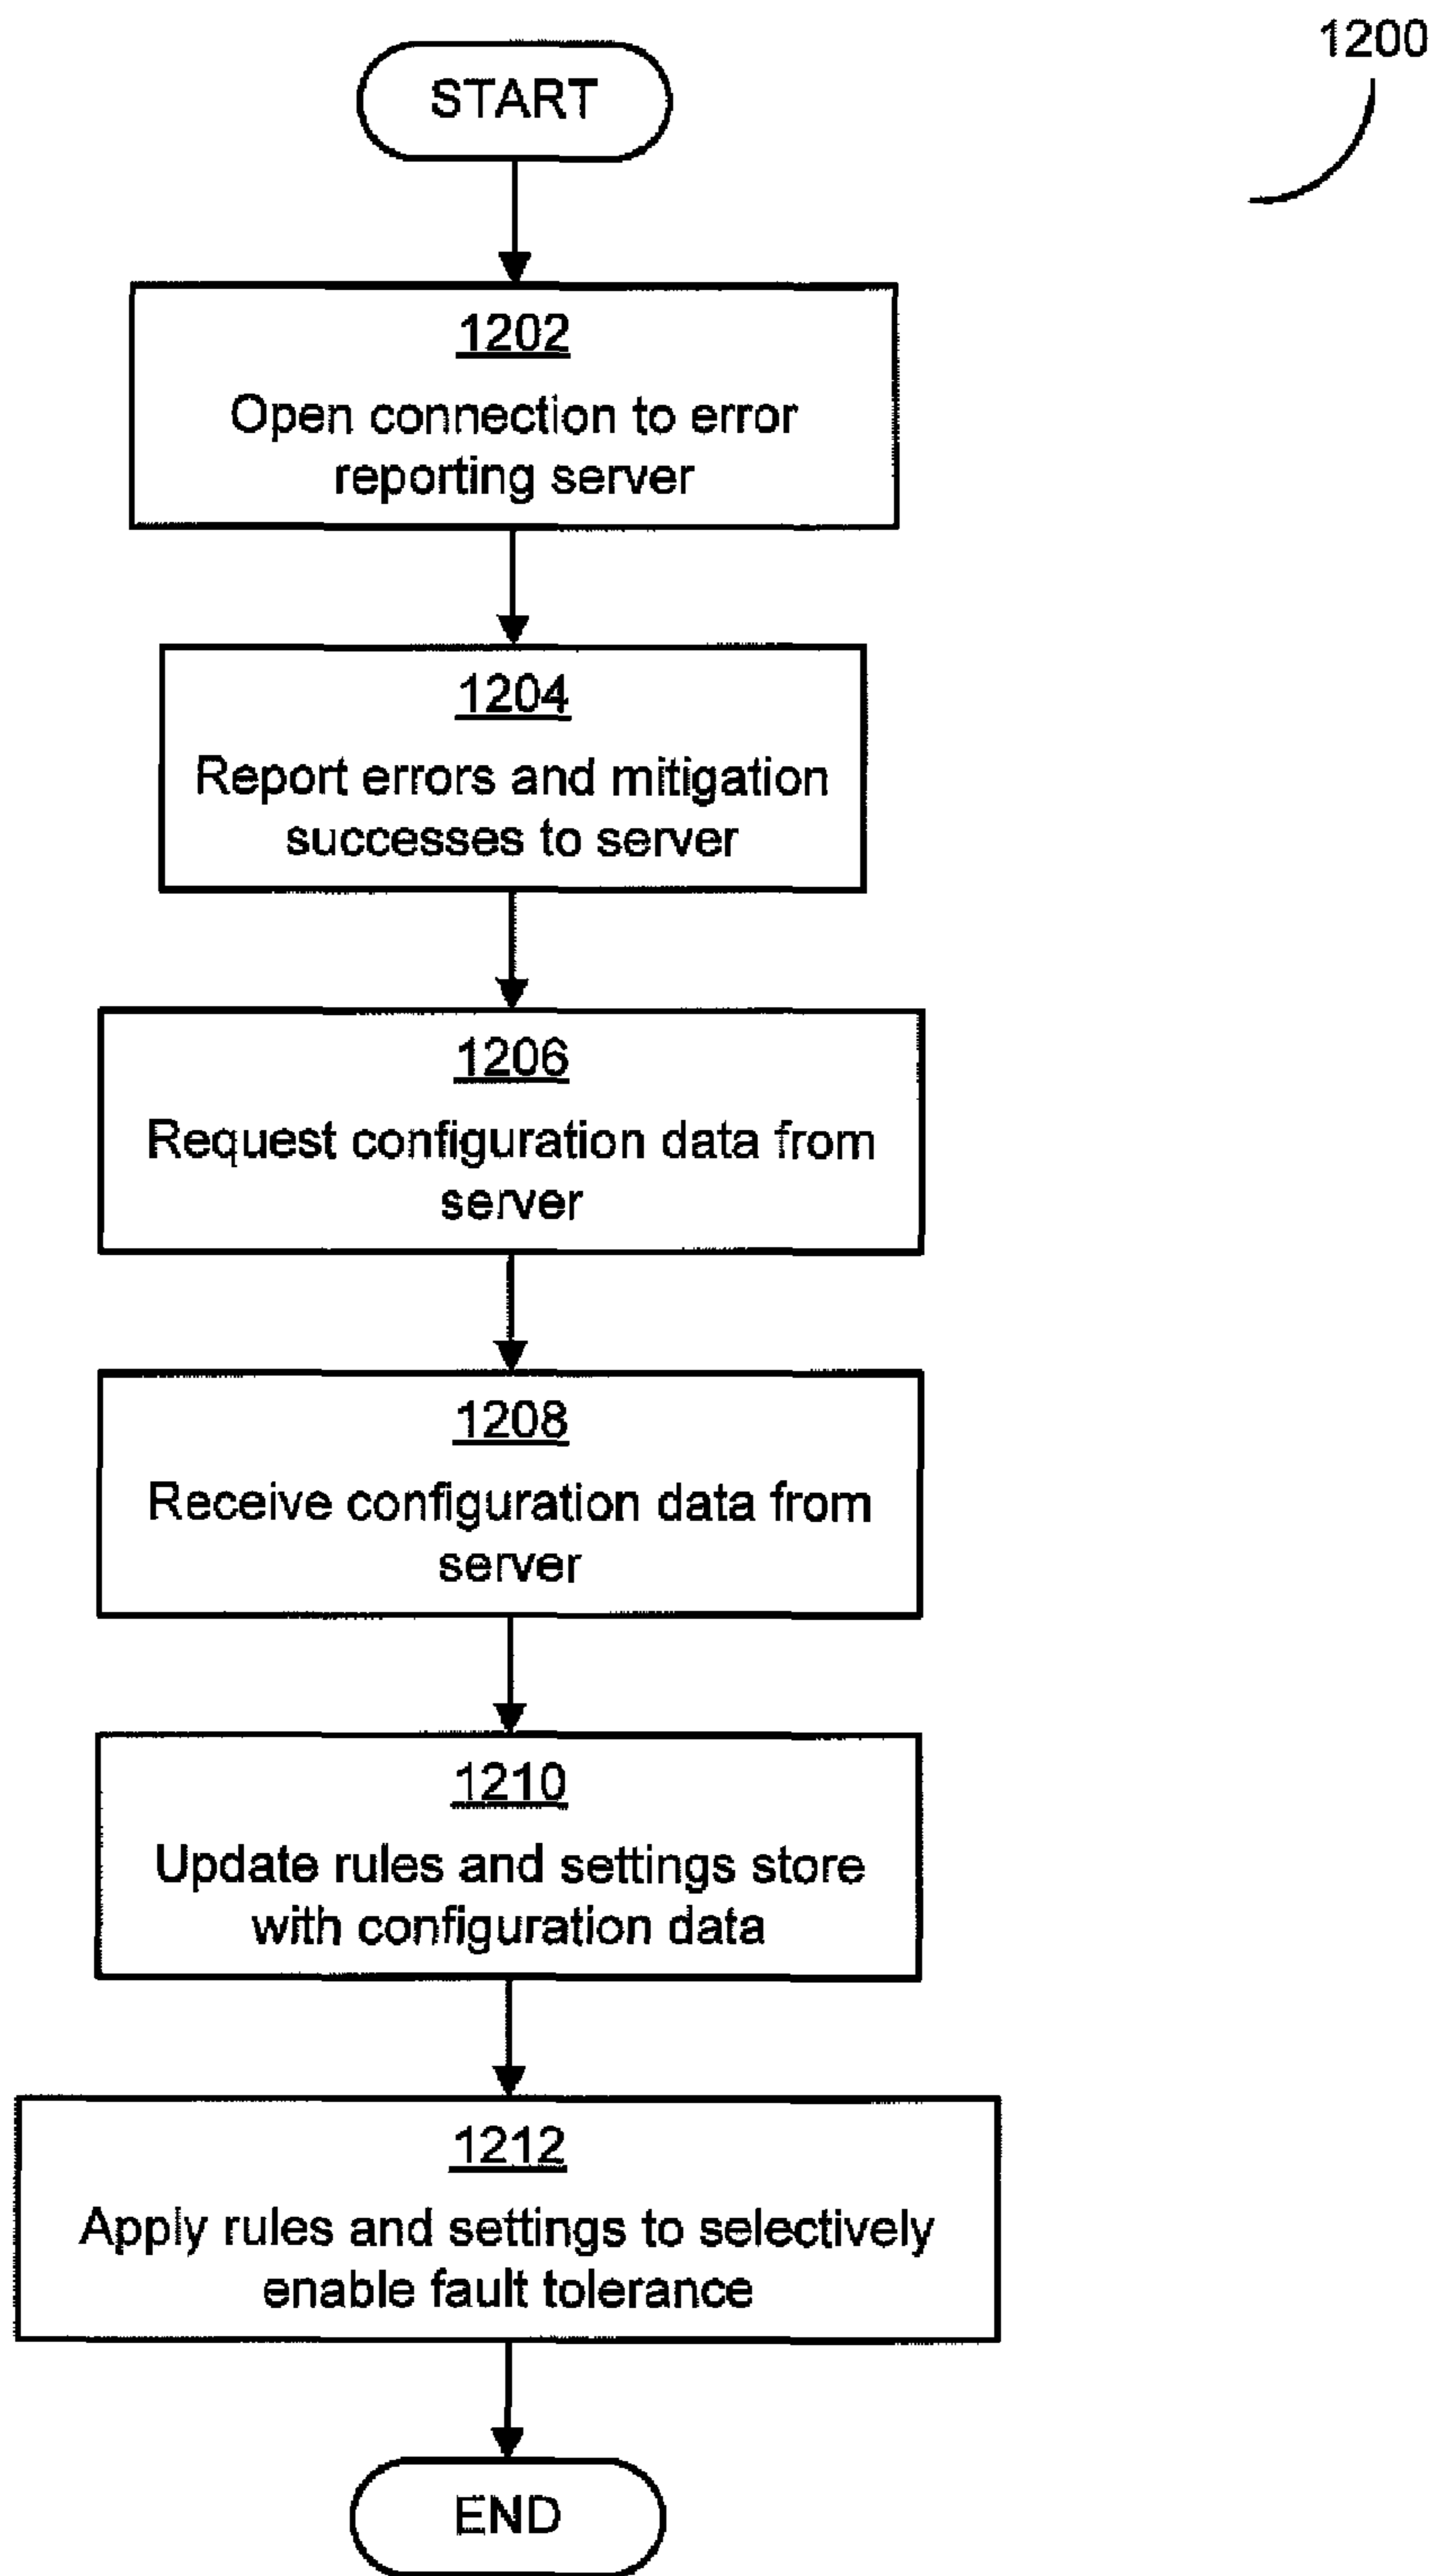 1200
START
1202
Open connection to error
reporting server
1204
Report errors and mitigation
successes to server
1206
Request configuration data from
server
1208
Receive configuration data from
server
1210
Update rules and settings store
with configuration data
1212
Apply rules and settings to selectively
enable fault tolerance
END